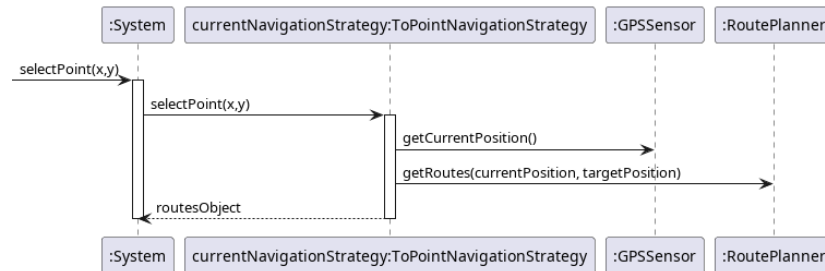 :System
currentNavigationStrategy:ToPointNavigationStrategy
:GPSSensor
:RoutePlanner
selectPoint(x,y)
selectPoint(x,y)
getCurrentPosition()
getRoutes(currentPosition, targetPosition)
routesObject
:System
currentNavigationStrategy:ToPointNavigationStrategy
:GPSSensor
:RoutePlanner